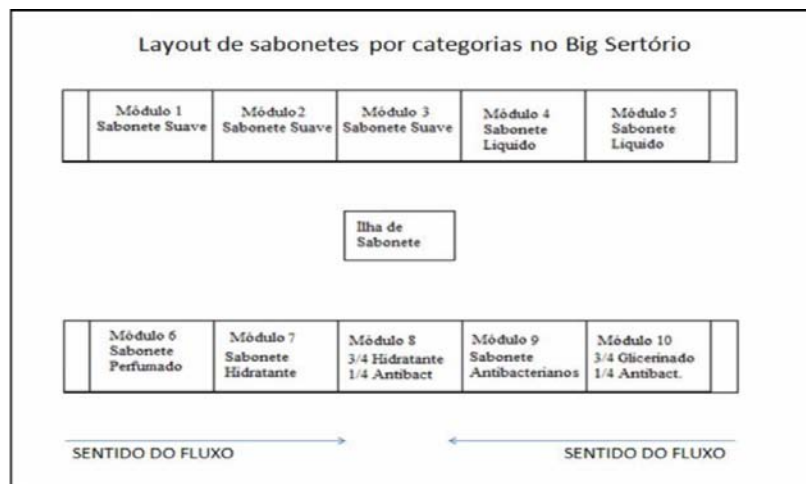 Layout de sabonetes por categorias no Big Sertório
Módulo 1
Sabonete Suave
Módulo 2
Sabonete Suave
Módulo 3
Sabonete Suave
Módulo 4
Sabonete
Liquido
Módulo 5
Sabonete
Liquido
Ilha de
Sabonete
Módulo 6
Sabonete
Perfumado
Módulo 7
Sabonete
Hidratante
Módulo 8
3/4 Hidratante
1/4 Antibact
Módulo 9
Sabonete
Antibacterianos
Módulo 10
3/4 Glicerinado
1/4 Antibact.
SENTIDO DO FLUXO
SENTIDO DO FLUXO